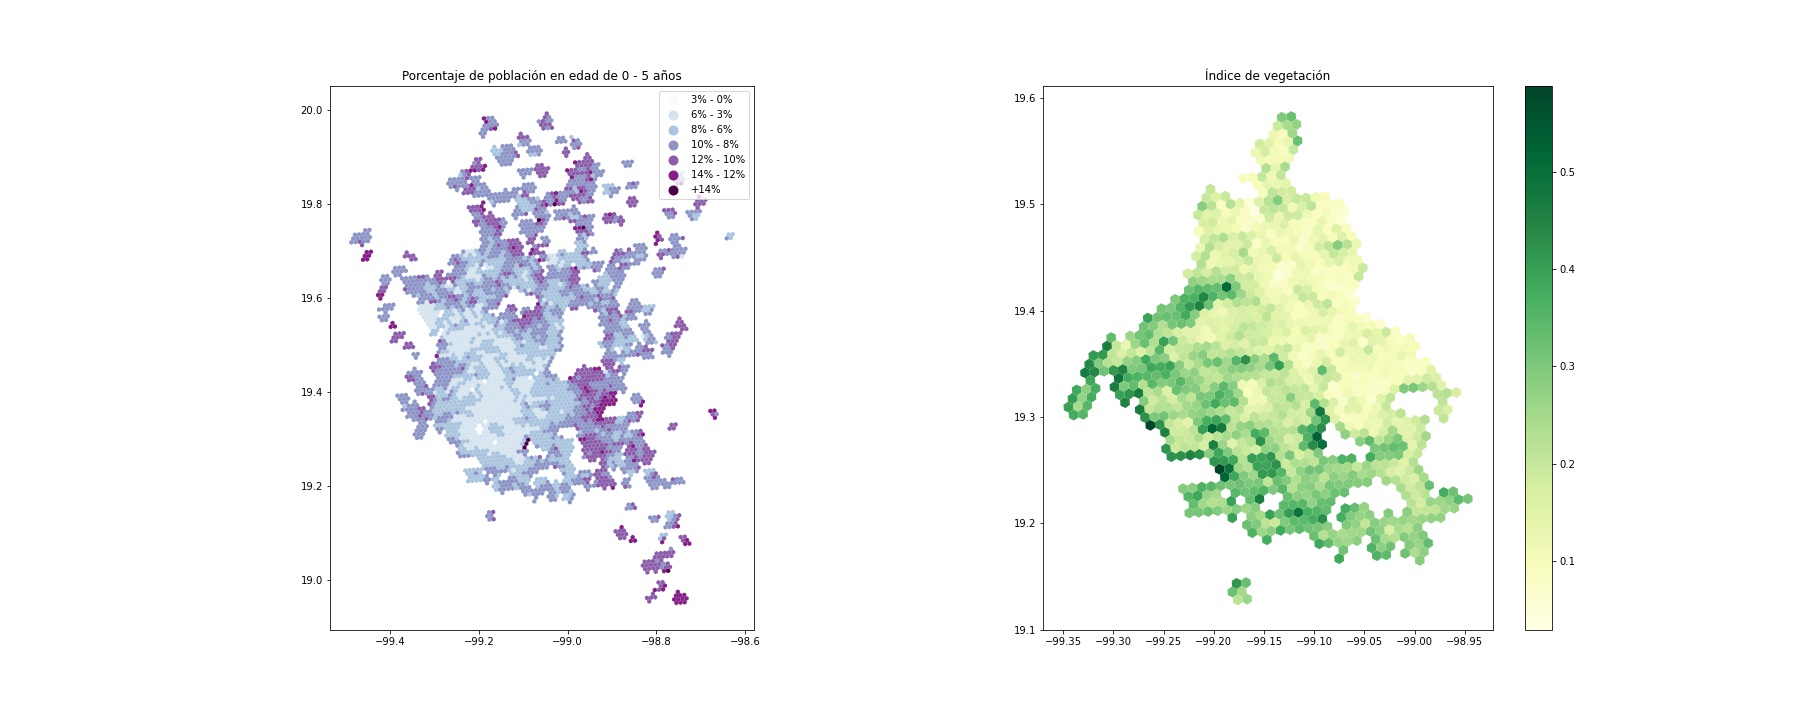 Porcentaje de población en edad de 0 - 5 años
3% - 0%
6% - 3%
8% - 6%
10% - 8%
12% - 10%
14% - 12%
+14%
20.0
19.8
19.6
19.4
19.2
19.0
−99.4 −99.2 −99.0 −98.8 −98.6
Índice de vegetación
19.6
19.5
19.4
19.3
19.2
19.1
−99.35 −99.30 −99.25 −99.20 −99.15 −99.10 −99.05 −99.00 −98.95
0.5
0.4
0.3
0.2
0.1